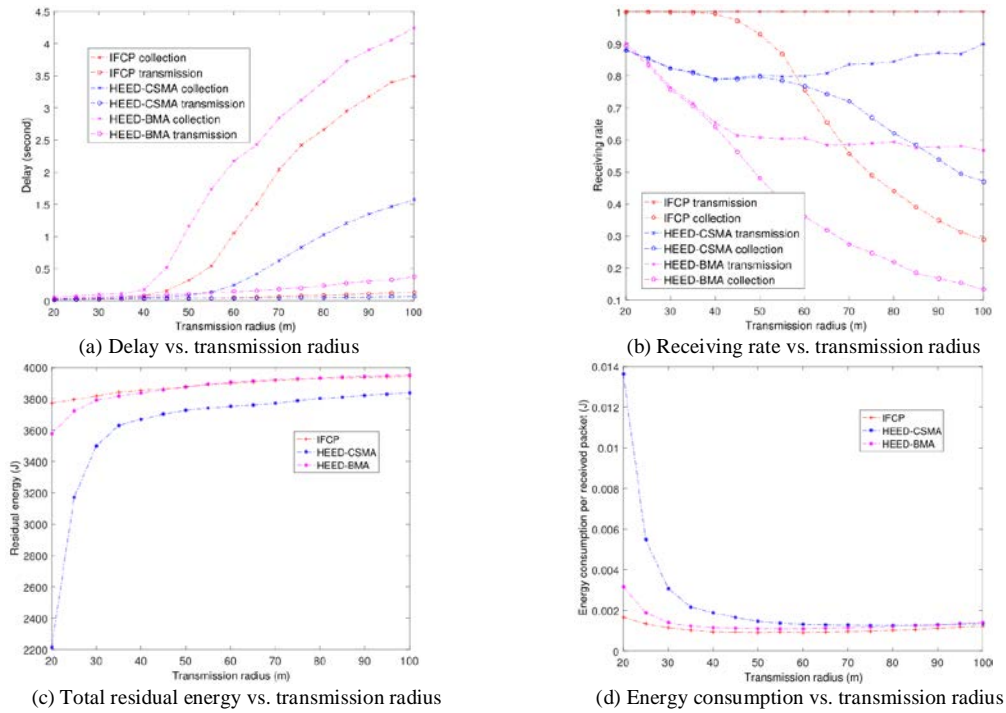 4.5
4
3.5
3
2.5
2
1.5
1
0.5
0
Delay (second)
IFCP collection
IFCP transmission
HEED-CSMA collection
HEED-CSMA transmission
HEED-BMA collection
HEED-BMA transmission
20 30 40 50 60 70 80 90 100
Transmission radius (m)
(a) Delay vs. transmission radius
1
0.9
0.8
0.7
0.6
0.5
0.4
0.3
0.2
0.1
Receiving rate
IFCP transmission
IFCP collection
HEED-CSMA transmission
HEED-CSMA collection
HEED-BMA transmission
HEED-BMA collection
20 30 40 50 60 70 80 90 100
Transmission radius (m)
(b) Receiving rate vs. transmission radius
4000
3800
3600
3400
3200
3000
2800
2600
2400
2200
Residual energy (J)
IFCP
HEED-CSMA
HEED-BMA
20 30 40 50 60 70 80 90 100
Transmission radius (m)
(c) Total residual energy vs. transmission radius
0.014
0.012
0.01
0.008
0.006
0.004
0.002
0
Energy consumption per received packet (J)
IFCP
HEED-CSMA
HEED-BMA
20 30 40 50 60 70 80 90 100
Transmission radius (m)
(d) Energy consumption vs. transmission radius